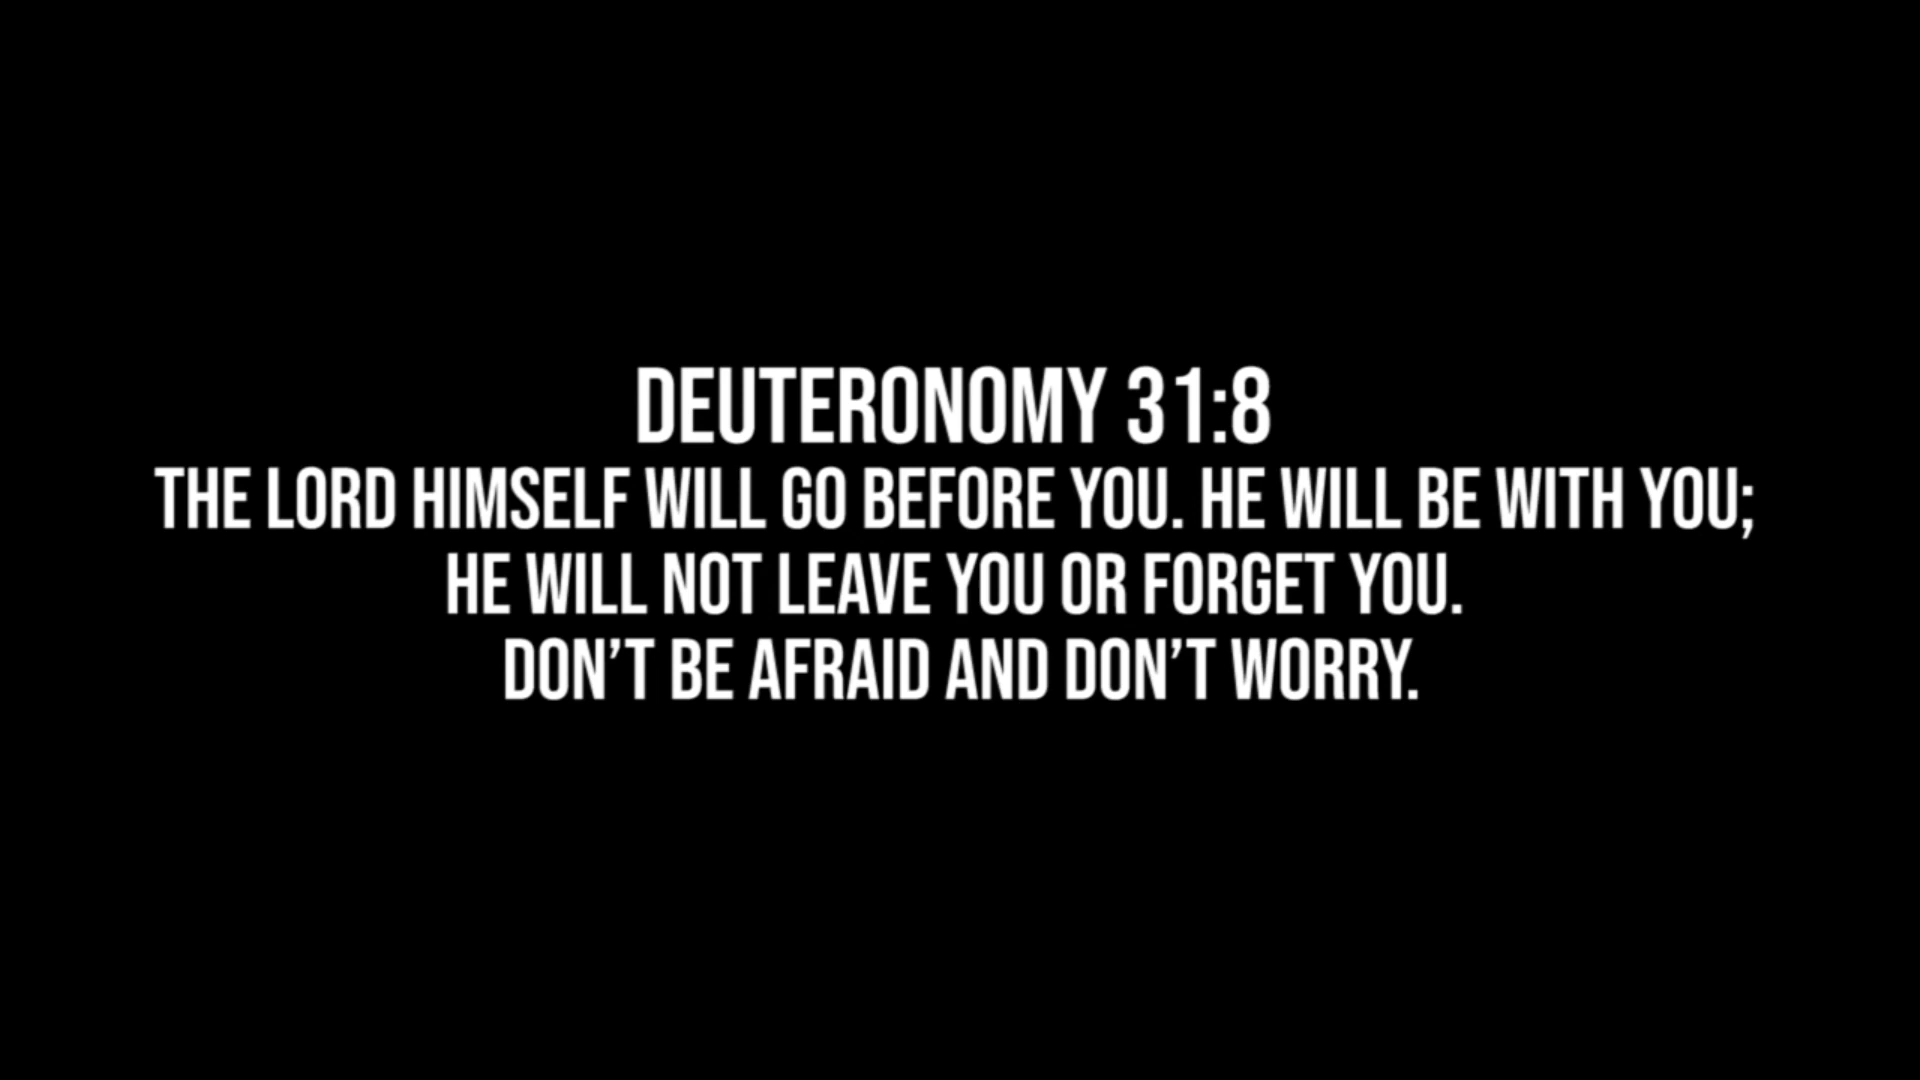 DEUTERONOMY 31:8
THE LORD HIMSELF WILL GO BEFORE YOU. HE WILL BE WITH YOU;
HE WILL NOT LEAVE YOU OR FORGET YOU.
DON’T BE AFRAID AND DON’T WORRY.